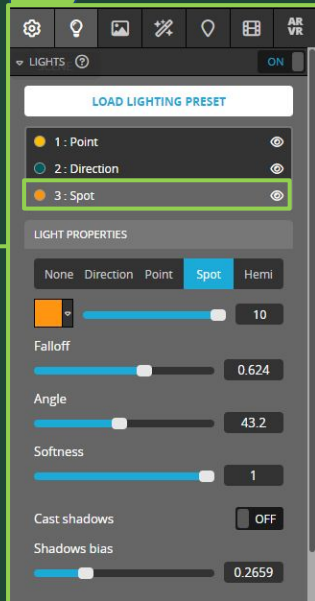 AR
VR
LIGHTS ? ON
LOAD LIGHTING PRESET
1 : Point
2 : Direction
3 : Spot
LIGHT PROPERTIES
None Direction Point Spot Hemi
10
Falloff
0.624
Angle
43.2
Softness
1
Cast shadows OFF
Shadows bias
0.2659